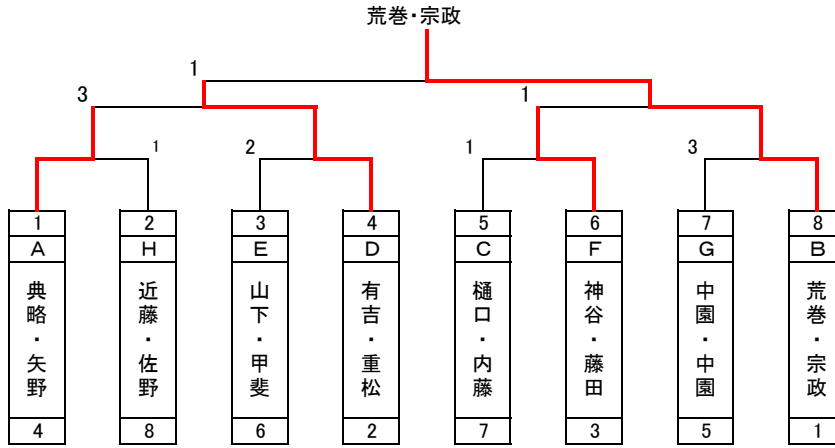 荒巻・宗政
1
3
1
1
2
1
3
1 2 3 4 5 6 7 8
A H E D C F G B
典略・矢野
近藤・佐野
山下・甲斐
有吉・重松
樋口・内藤
神谷・藤田
中園・中園
荒巻・宗政
4 8 6 2 7 3 5 1